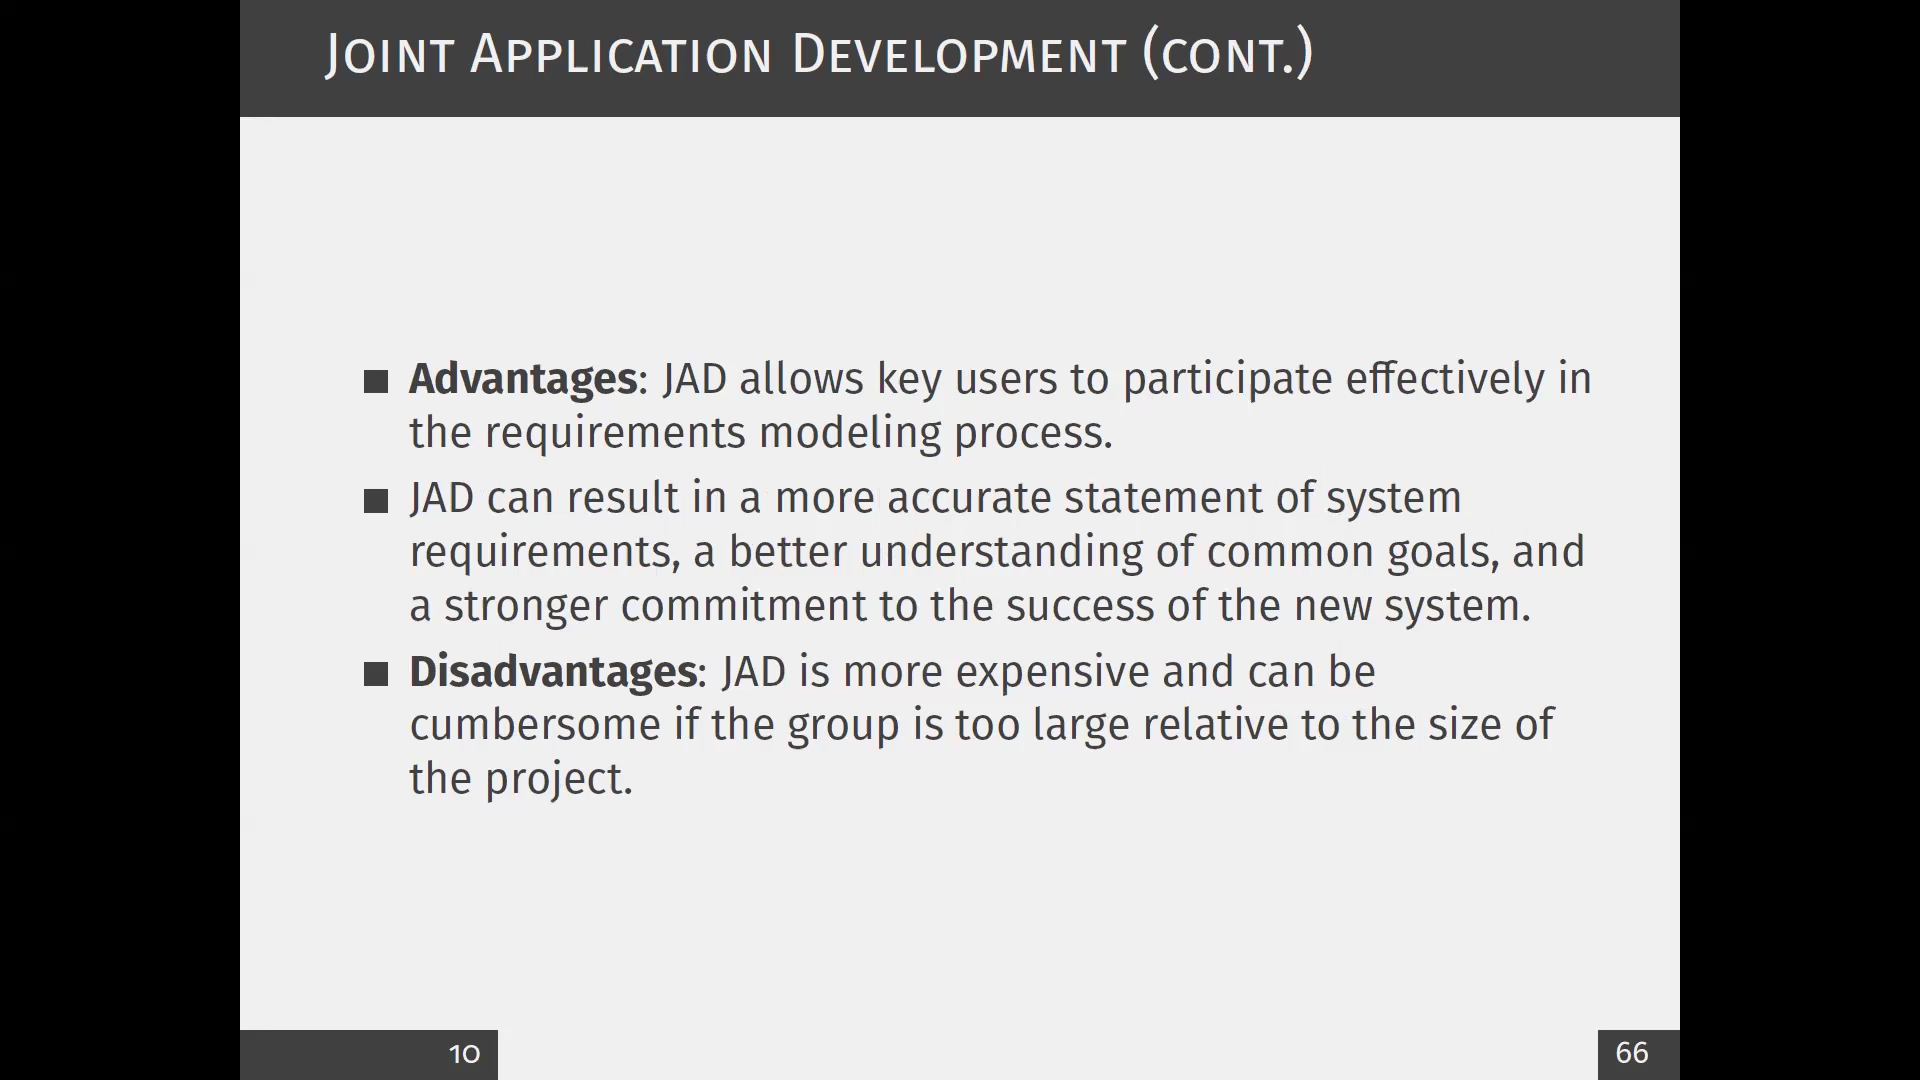 Joint Application Development (cont.)
■ Advantages: JAD allows key users to participate effectively in
the requirements modeling process.
■ JAD can result in a more accurate statement of system
requirements, a better understanding of common goals, and
a stronger commitment to the success of the new system.
■ Disadvantages: JAD is more expensive and can be
cumbersome if the group is too large relative to the size of
the project.
10
66